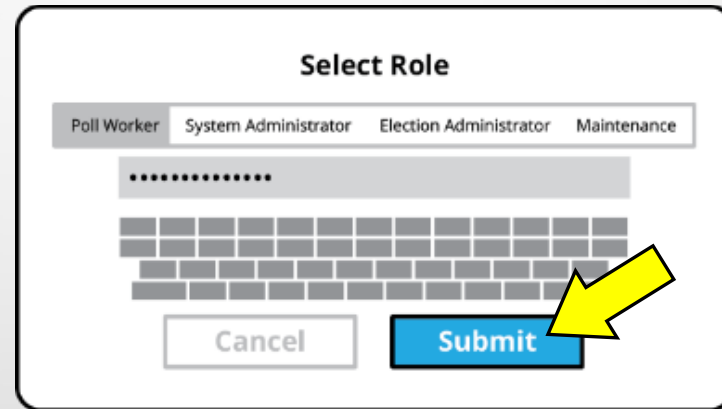 Select Role
Poll Worker System Administrator Election Administrator Maintenance
••••••••••••••
Cancel Submit